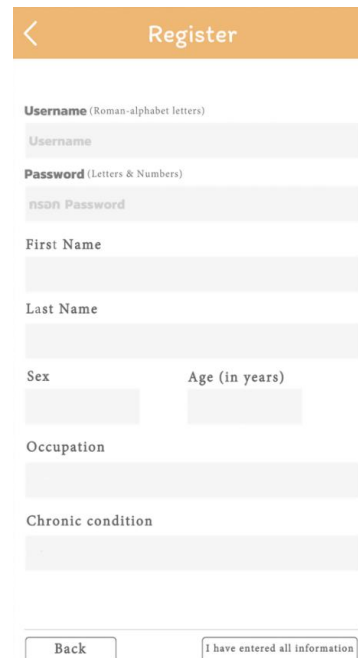 Register
Username (Roman-alphabet letters)
Username
Password (Letters & Numbers)
กรอก Password
First Name
Last Name
Sex Age (in years)
Occupation
Chronic condition
Back I have entered all information